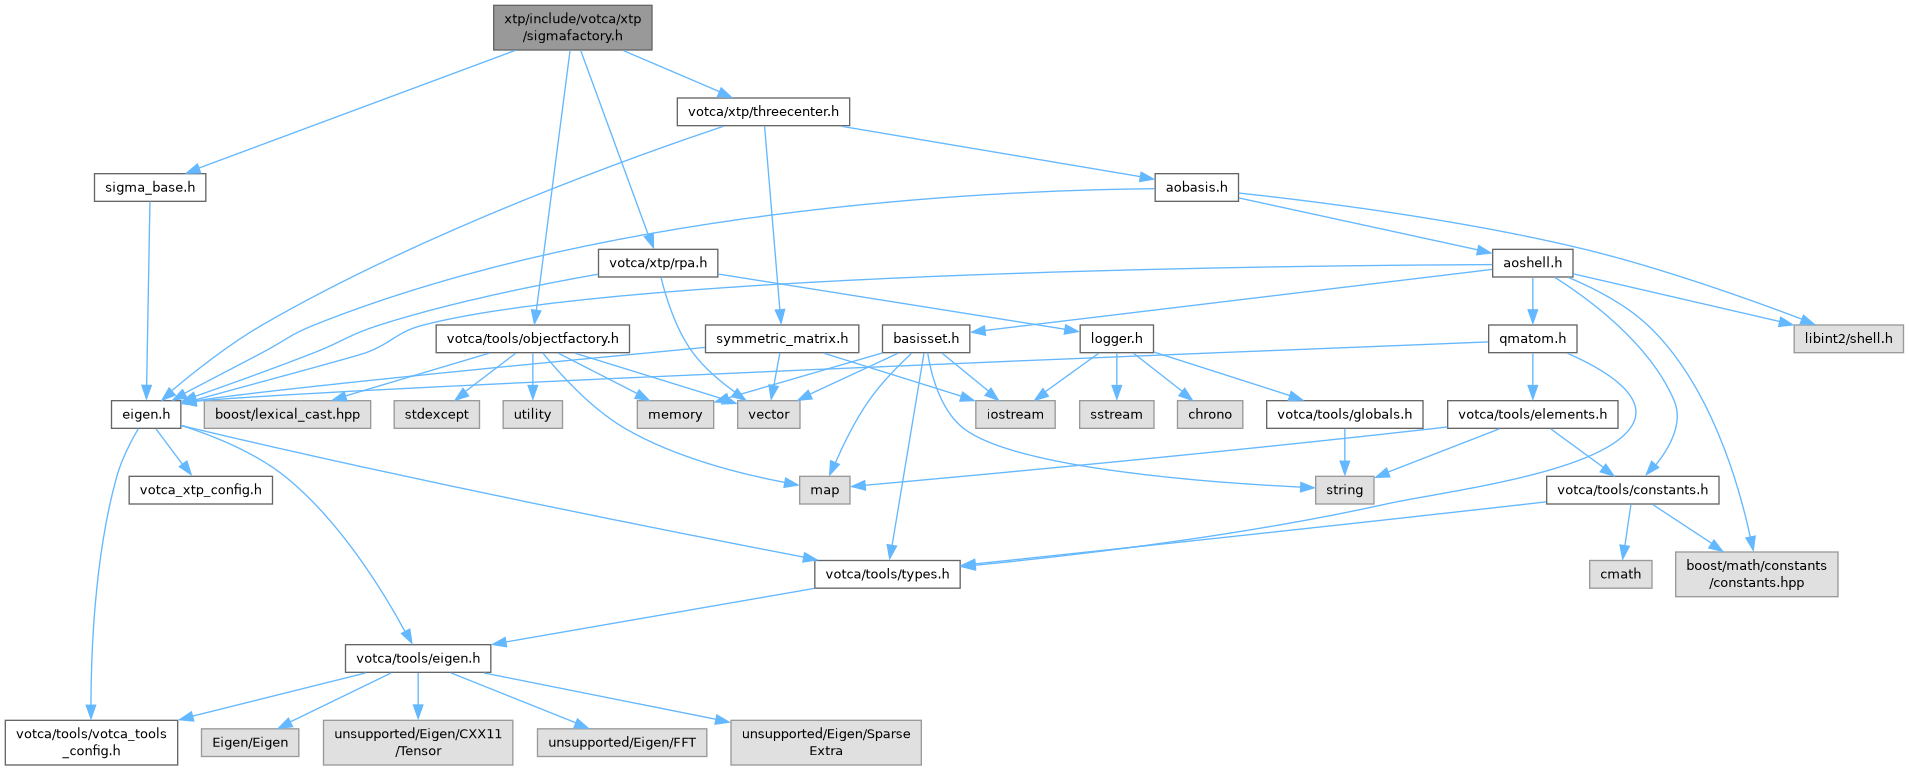 xtp/include/votca/xtp
/sigmafactory.h
votca/xtp/threecenter.h
sigma_base.h
aobasis.h
votca/xtp/rpa.h
aoshell.h
votca/tools/objectfactory.h
symmetric_matrix.h
basisset.h
logger.h
qmatom.h
libint2/shell.h
eigen.h
boost/lexical_cast.hpp
stdexcept
utility
memory
vector
iostream
sstream
chrono
votca/tools/globals.h
votca/tools/elements.h
votca_xtp_config.h
map
string
votca/tools/constants.h
votca/tools/types.h
cmath
boost/math/constants
/constants.hpp
votca/tools/eigen.h
votca/tools/votca_tools
_config.h
Eigen/Eigen
unsupported/Eigen/CXX11
/Tensor
unsupported/Eigen/FFT
unsupported/Eigen/Sparse
Extra